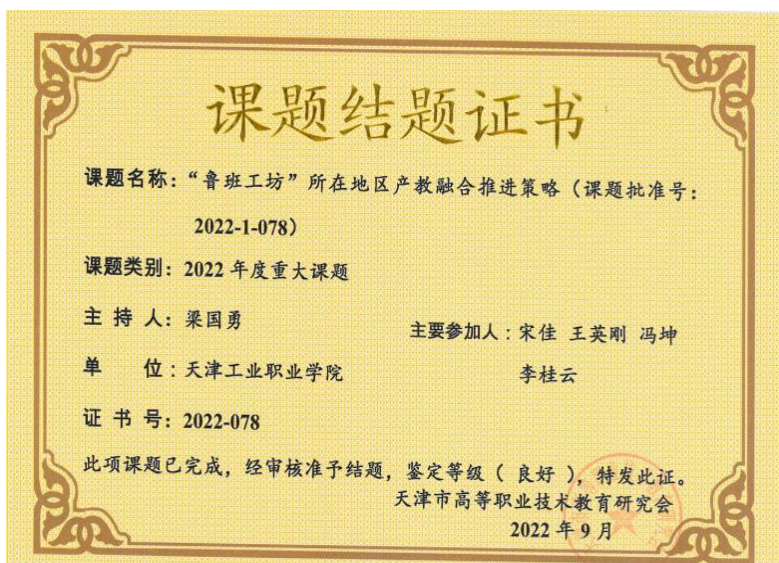 课题结题证书
课题名称：“鲁班工坊”所在地区产教融合推进策略（课题批准号：
2022-1-078）
课题类别：2022 年度重大课题
主 持 人：梁国勇
主要参加人：宋佳 王英刚 冯坤
单 位：天津工业职业学院
李桂云
证 书 号：2022-078
此项课题已完成，经审核准予结题，鉴定等级（ 良好 ），特发此证。
天津市高等职业技术教育研究会
2022 年 9 月